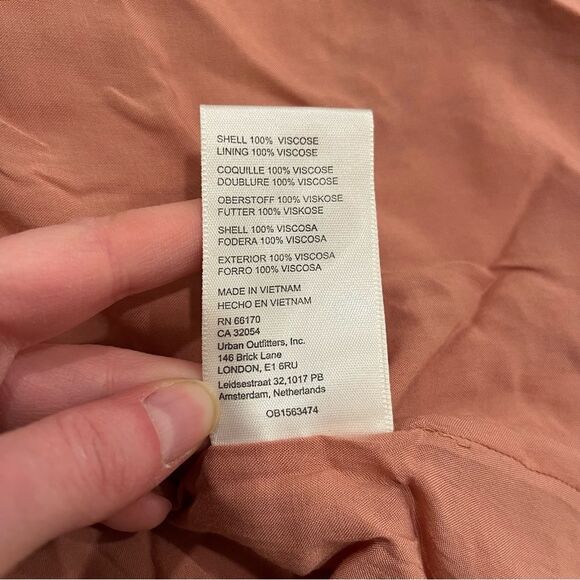 SHELL 100% VISCOSE
LINING 100% VISCOSE
COQUILLE 100% VISCOSE
DOUBLURE 100% VISCOSE
OBERSTOFF 100% VISKOSE
FUTTER 100% VISKOSE
SHELL 100% VISCOSA
FODERA 100% VISCOSA
EXTERIOR 100% VISCOSA
FORRO 100% VISCOSA
MADE IN VIETNAM
HECHO EN VIETNAM
RN 66170
CA 32054
Urban Outfitters, Inc.
146 Brick Lane
LONDON, E1 6RU
Leidsestraat 32,1017 PB
Amsterdam, Netherlands
OB1563474